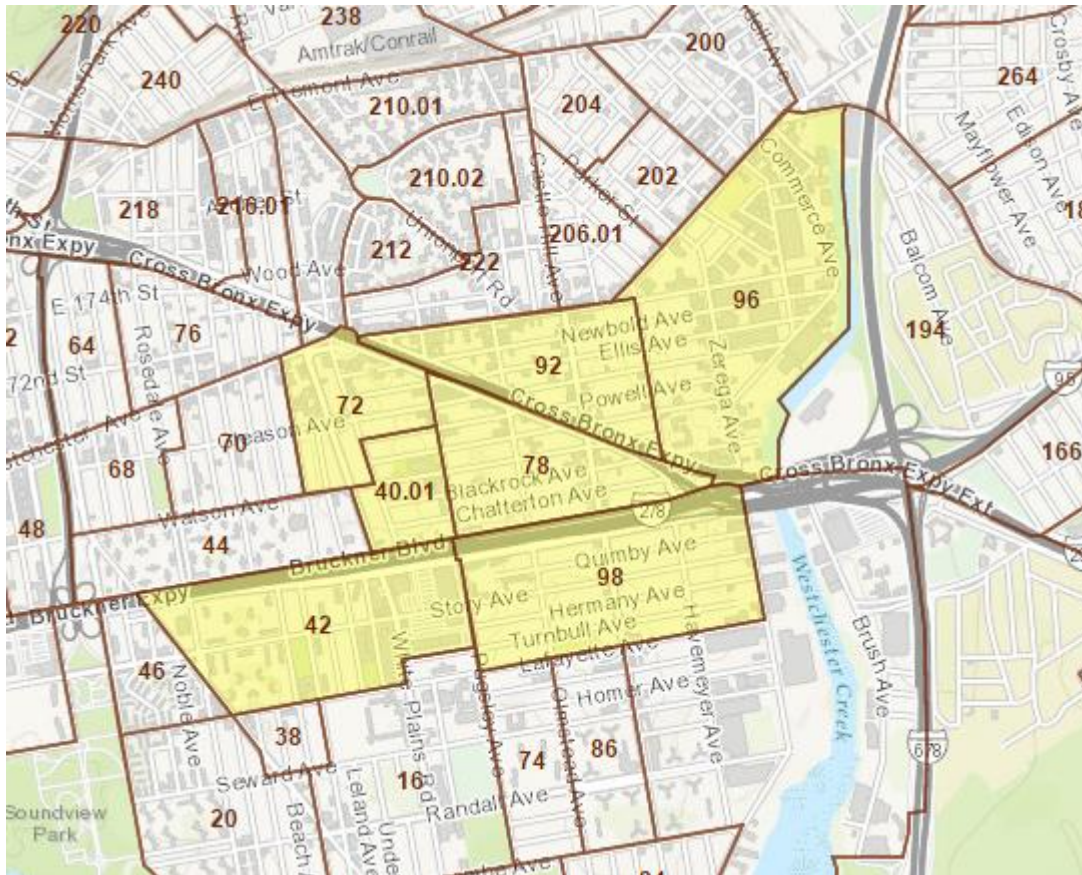 220
238
240
Amtrak/Conrail
E Tremont Ave
200
264
Crosby Ave
Edison Ave
Mayflower Ave
210.01
204
202
210.02
Castle Hill Ave
Parker St
Commerce Ave
218
216.01
Unionport Rd
206.01
212
222
Wood Ave
Cross Bronx Expy
E 174th St
96
Balcom Ave
194
64
76
Rosedale Ave
Newbold Ave
Ellis Ave
92
Zerega Ave
Powell Ave
95
72
Cross Bronx Expy
70
68
78
Cross Bronx Expy Ext
166
40.01
Blackrock Ave
Chatterton Ave
278
Watson Ave
48
44
Bruckner Blvd
Quimby Ave
98
Bruckner Expy
Story Ave
Hermany Ave
Turnbull Ave
Lafayette Ave
42
Havemeyer Ave
Westchester Creek
Brush Ave
46
Noble Ave
White Plains Rd
Pugsley Ave
Olmstead Ave
Homer Ave
38
678
74
86
16
Seward Ave
Randall Ave
Leland Ave
20
Soundview
Park